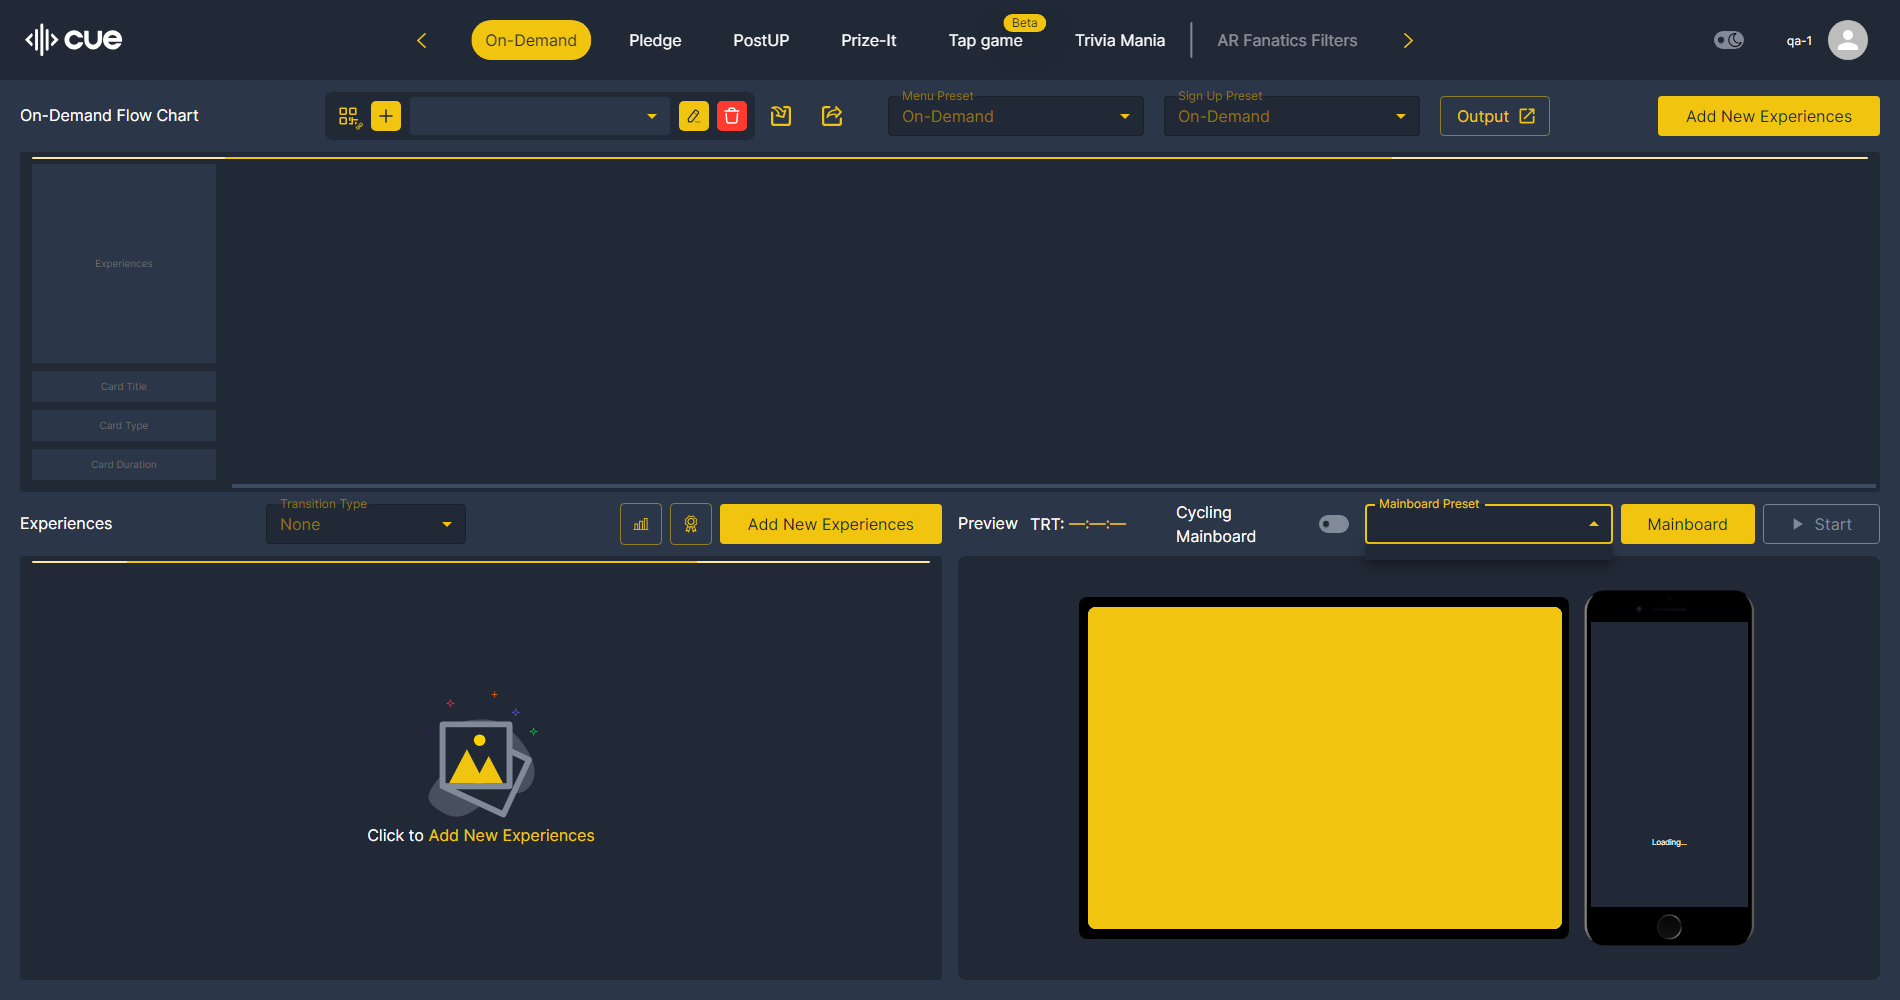 cue
On-Demand
Pledge
PostUP
Prize-It
Tap game
Beta
Trivia Mania
AR Fanatics Filters
qa-1
On-Demand Flow Chart
Menu Preset
On-Demand
Sign Up Preset
On-Demand
Output
Add New Experiences
Experiences
Card Title
Card Type
Card Duration
Experiences
Transition Type
None
Add New Experiences
Preview
TRT: —:—:—
Cycling
Mainboard
Mainboard Preset
Mainboard
Start
Click to Add New Experiences
Loading...